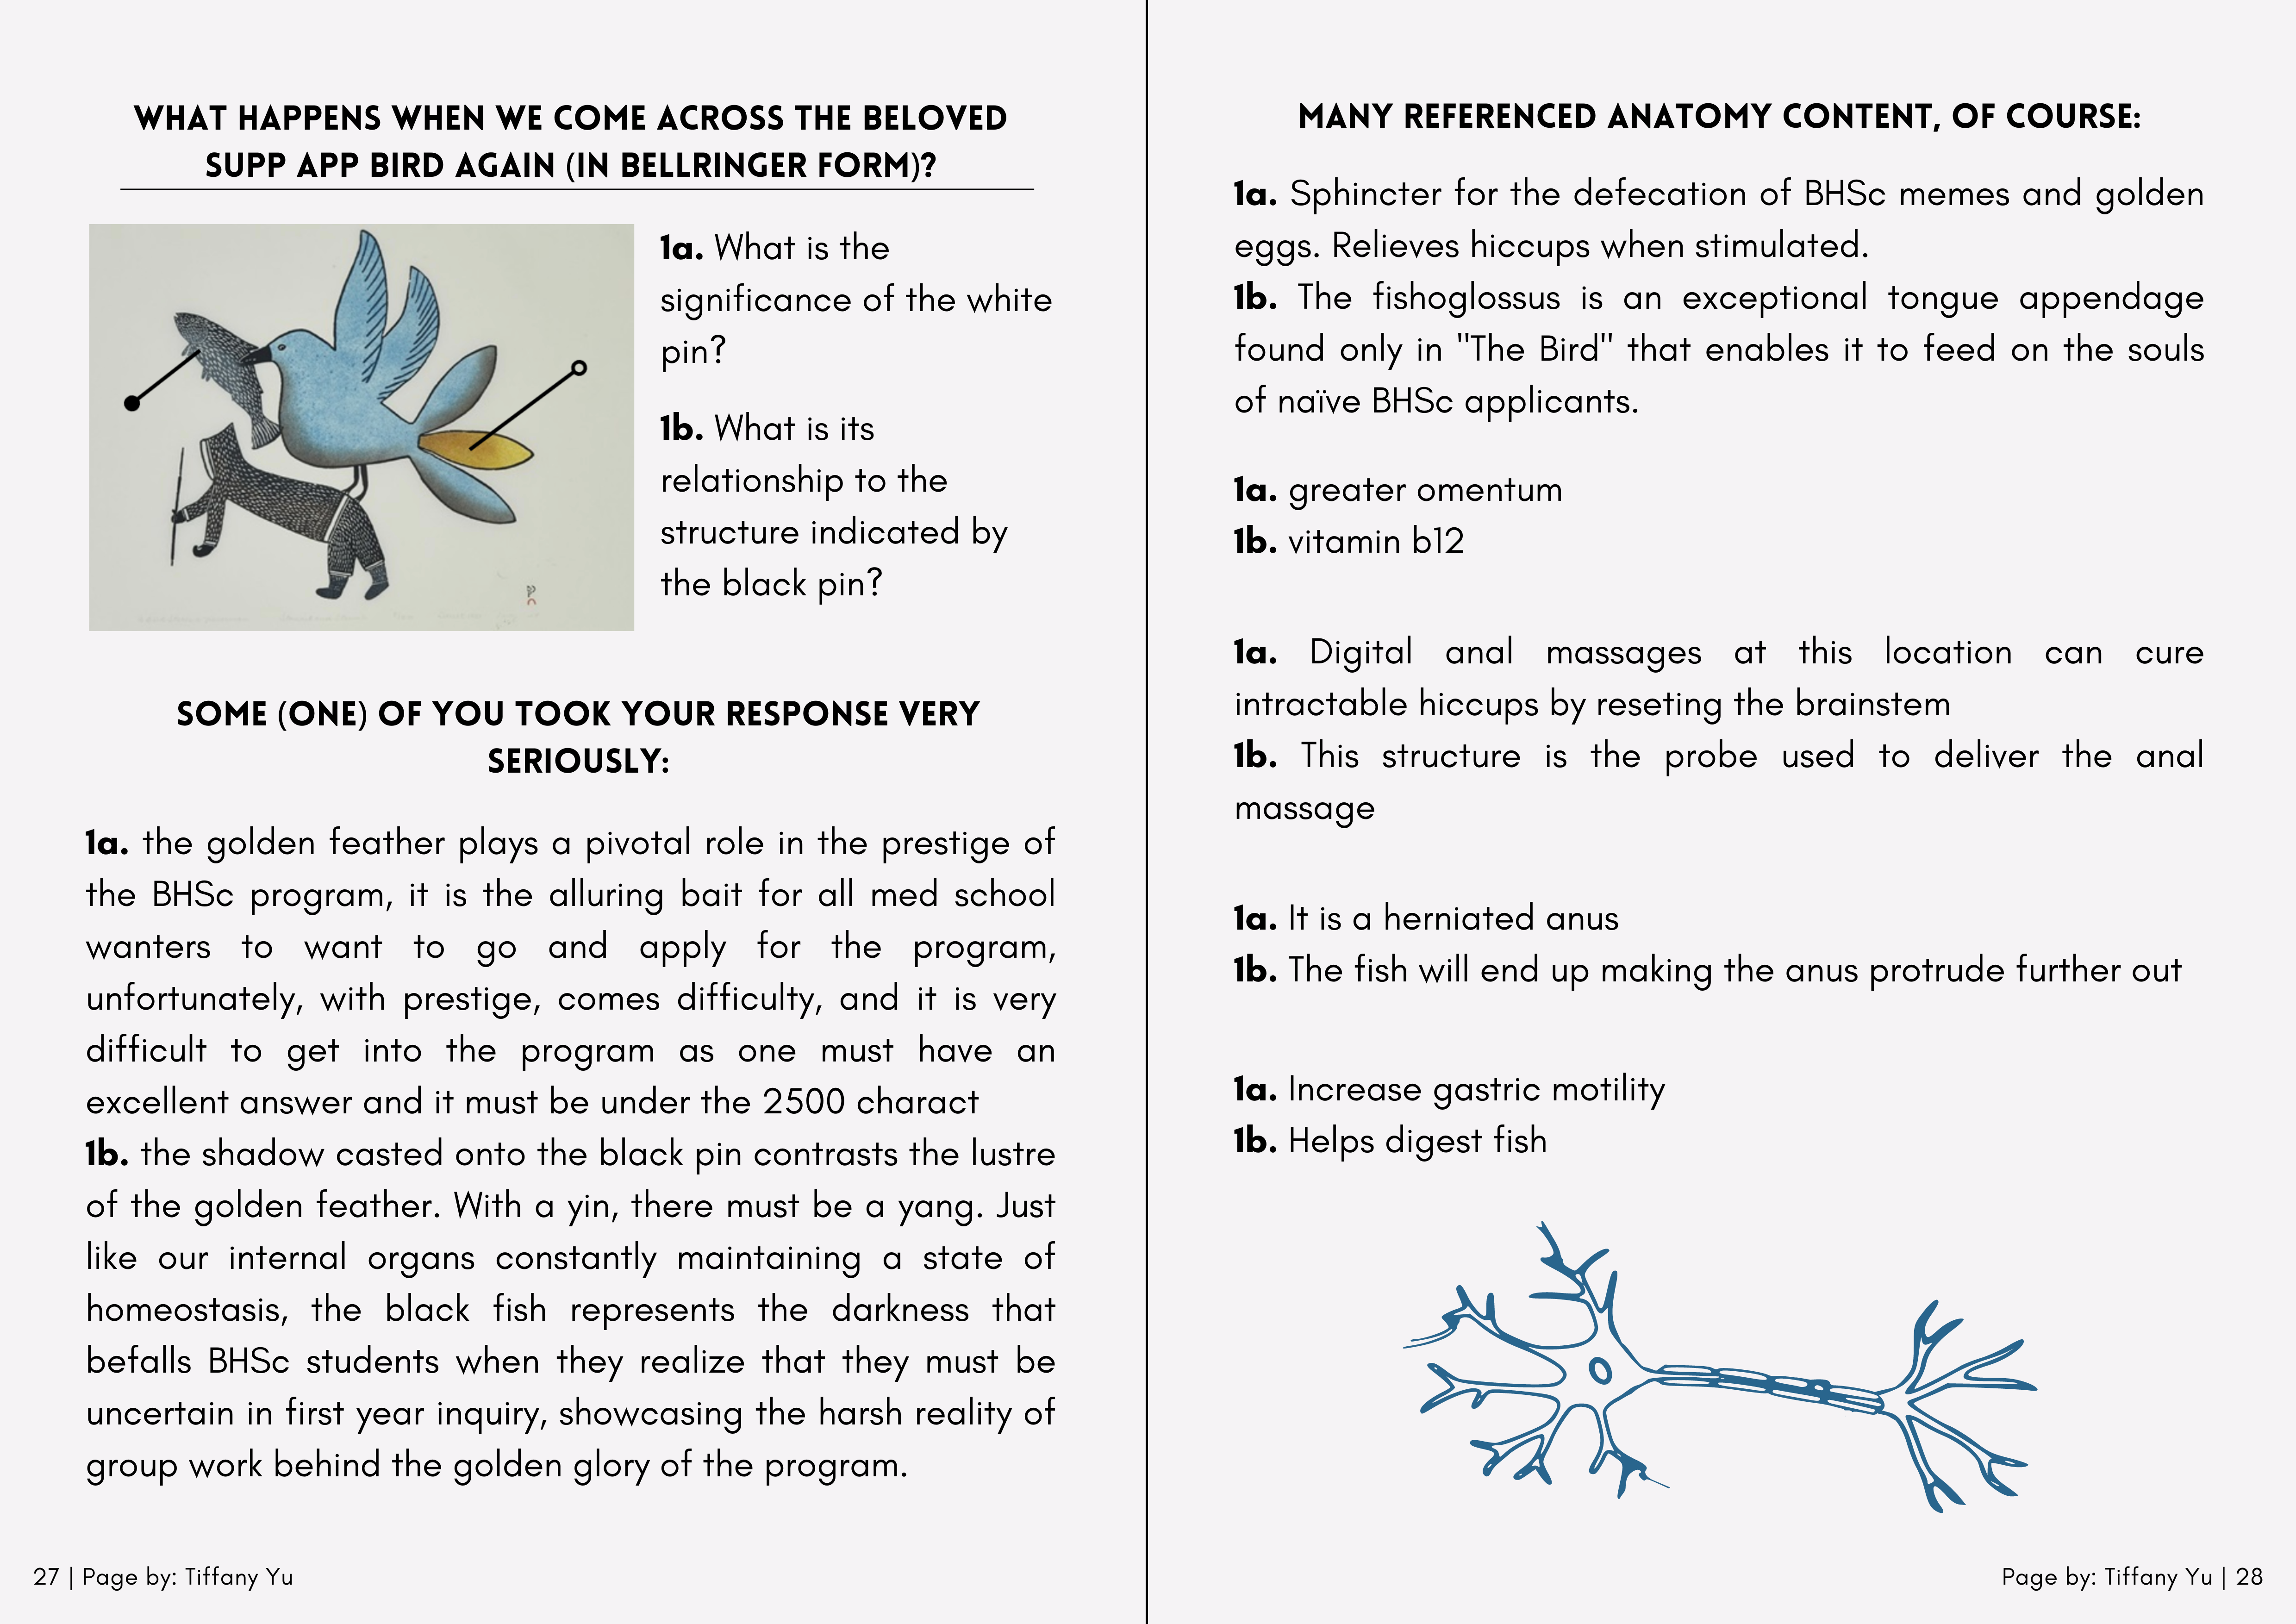 WHAT HAPPENS WHEN WE COME ACROSS THE BELOVED
SUPP APP BIRD AGAIN (IN BELLRINGER FORM)?
1a. What is the
significance of the white
pin?
1b. What is its
relationship to the
structure indicated by
the black pin?
SOME (ONE) OF YOU TOOK YOUR RESPONSE VERY
SERIOUSLY:
1a. the golden feather plays a pivotal role in the prestige of
the BHSc program, it is the alluring bait for all med school
wanters to want to go and apply for the program,
unfortunately, with prestige, comes difficulty, and it is very
difficult to get into the program as one must have an
excellent answer and it must be under the 2500 charact
1b. the shadow casted onto the black pin contrasts the lustre
of the golden feather. With a yin, there must be a yang. Just
like our internal organs constantly maintaining a state of
homeostasis, the black fish represents the darkness that
befalls BHSc students when they realize that they must be
uncertain in first year inquiry, showcasing the harsh reality of
group work behind the golden glory of the program.
27 | Page by: Tiffany Yu
MANY REFERENCED ANATOMY CONTENT, OF COURSE:
1a. Sphincter for the defecation of BHSc memes and golden
eggs. Relieves hiccups when stimulated.
1b. The fishoglossus is an exceptional tongue appendage
found only in "The Bird" that enables it to feed on the souls
of naïve BHSc applicants.
1a. greater omentum
1b. vitamin b12
1a. Digital anal massages at this location can cure
intractable hiccups by reseting the brainstem
1b. This structure is the probe used to deliver the anal
massage
1a. It is a herniated anus
1b. The fish will end up making the anus protrude further out
1a. Increase gastric motility
1b. Helps digest fish
Page by: Tiffany Yu | 28